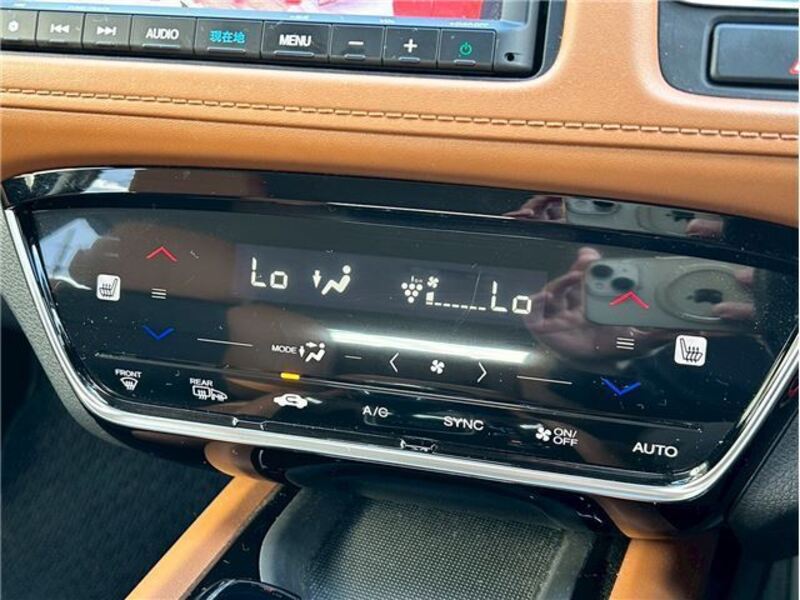 AUDIO 現在地 MENU − +
Lo Lo
MODE
FRONT
REAR
A/C SYNC ON/
OFF AUTO